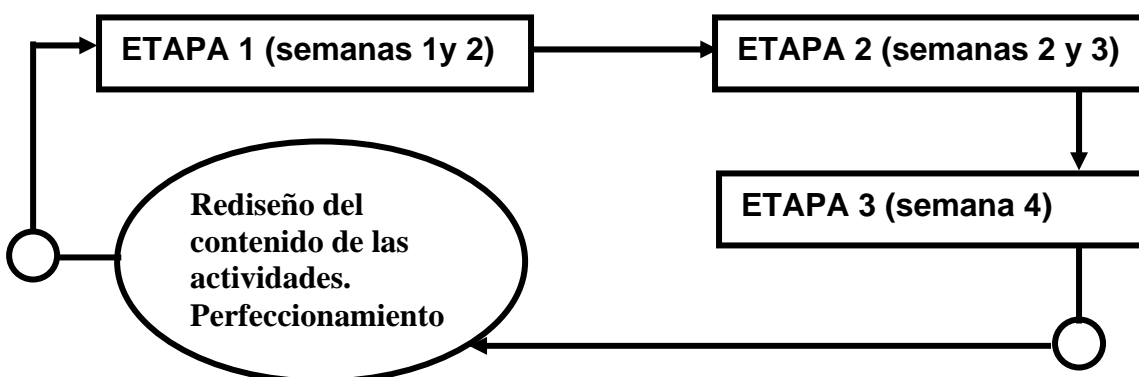 ETAPA 1 (semanas 1y 2)
ETAPA 2 (semanas 2 y 3)
ETAPA 3 (semana 4)
Rediseño del
contenido de las
actividades.
Perfeccionamiento